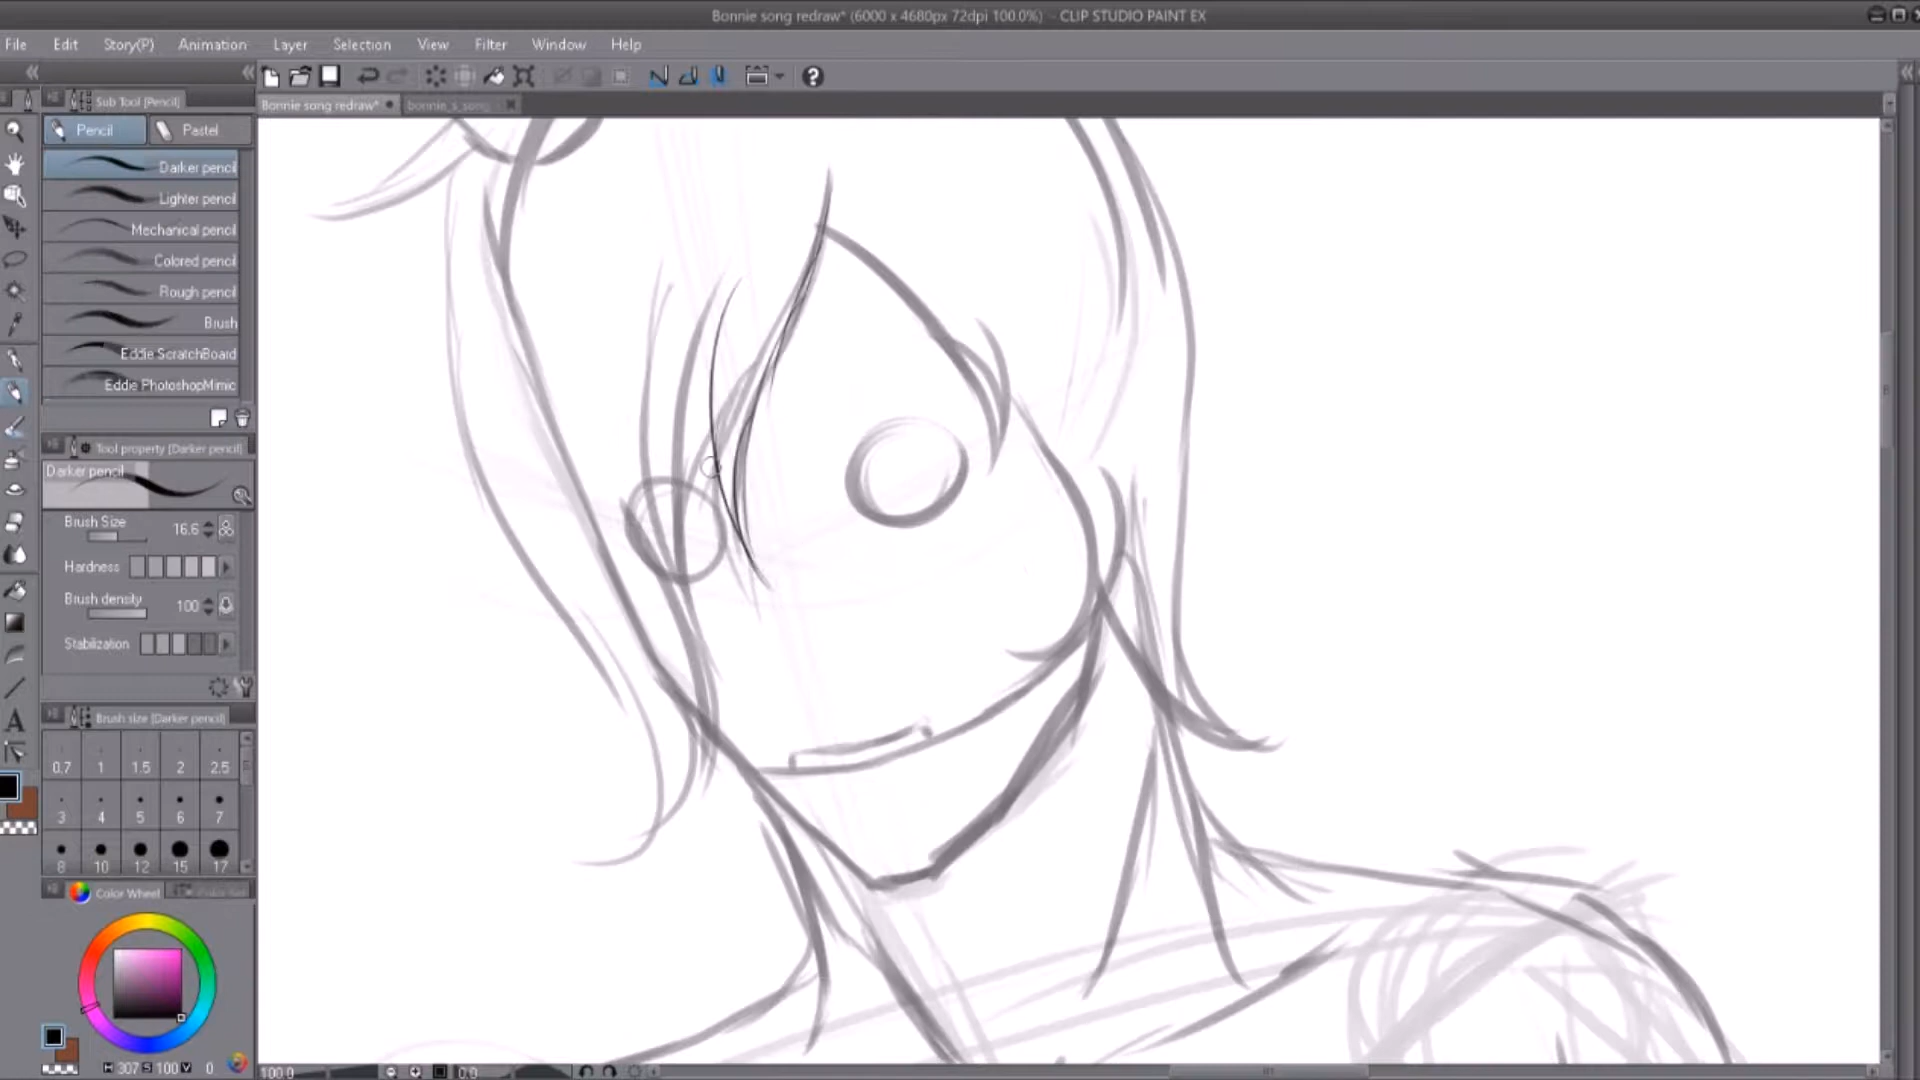 Bonnie song redraw* (6000 x 4680px 72dpi 100.0%) - CLIP STUDIO PAINT EX
File Edit Story(P) Animation Layer Selection View Filter Window Help
Sub Tool [Pencil]
Bonnie song redraw*
bonnie_s_song
Pencil
Pastel
Darker pencil
Lighter pencil
Mechanical pencil
Colored pencil
Rough pencil
Brush
Eddie ScratchBoard
Eddie PhotoshopMimic
Tool property [Darker pencil]
Darker pencil
Brush Size 16.6
Hardness
Brush density 100
Stabilization
Brush size [Darker pencil]
0.7 1 1.5 2 2.5
3 4 5 6 7
8 10 12 15 17
Color Wheel
H 307 S 100 V 0
100.0
0.0